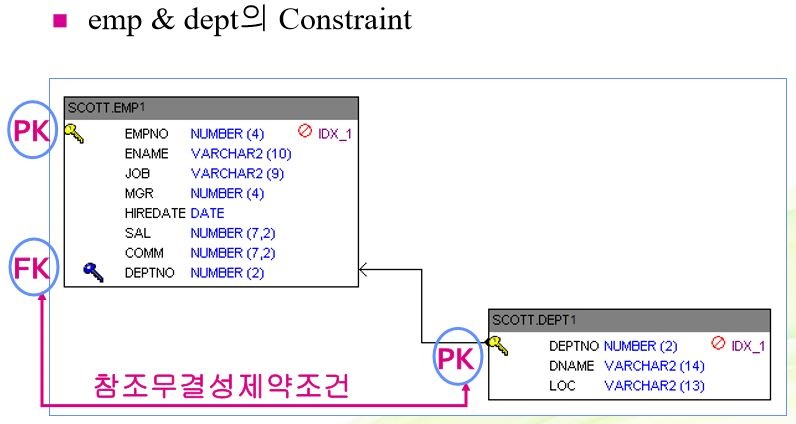 emp & dept의 Constraint
SCOTT.EMP1
PK
EMPNO NUMBER (4) IDX_1
ENAME VARCHAR2 (10)
JOB VARCHAR2 (9)
MGR NUMBER (4)
HIREDATE DATE
SAL NUMBER (7,2)
COMM NUMBER (7,2)
FK
DEPTNO NUMBER (2)
SCOTT.DEPT1
PK
DEPTNO NUMBER (2) IDX_1
DNAME VARCHAR2 (14)
LOC VARCHAR2 (13)
참조무결성제약조건